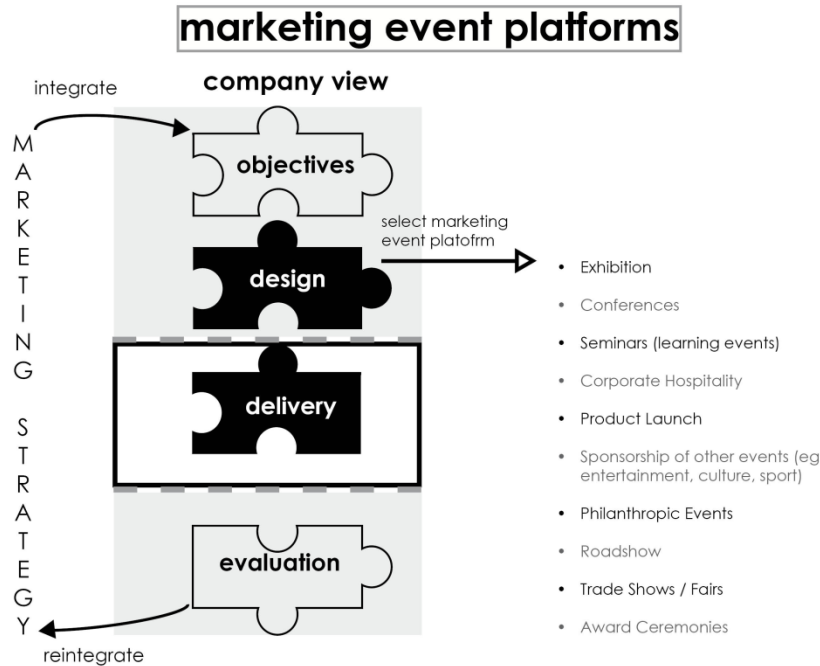 marketing event platforms
company view
integrate
MARKETING STRATEGY
objectives
select marketing
event platofrm
design
delivery
evaluation
reintegrate
• Exhibition
• Conferences
• Seminars (learning events)
• Corporate Hospitality
• Product Launch
• Sponsorship of other events (eg
entertainment, culture, sport)
• Philanthropic Events
• Roadshow
• Trade Shows / Fairs
• Award Ceremonies